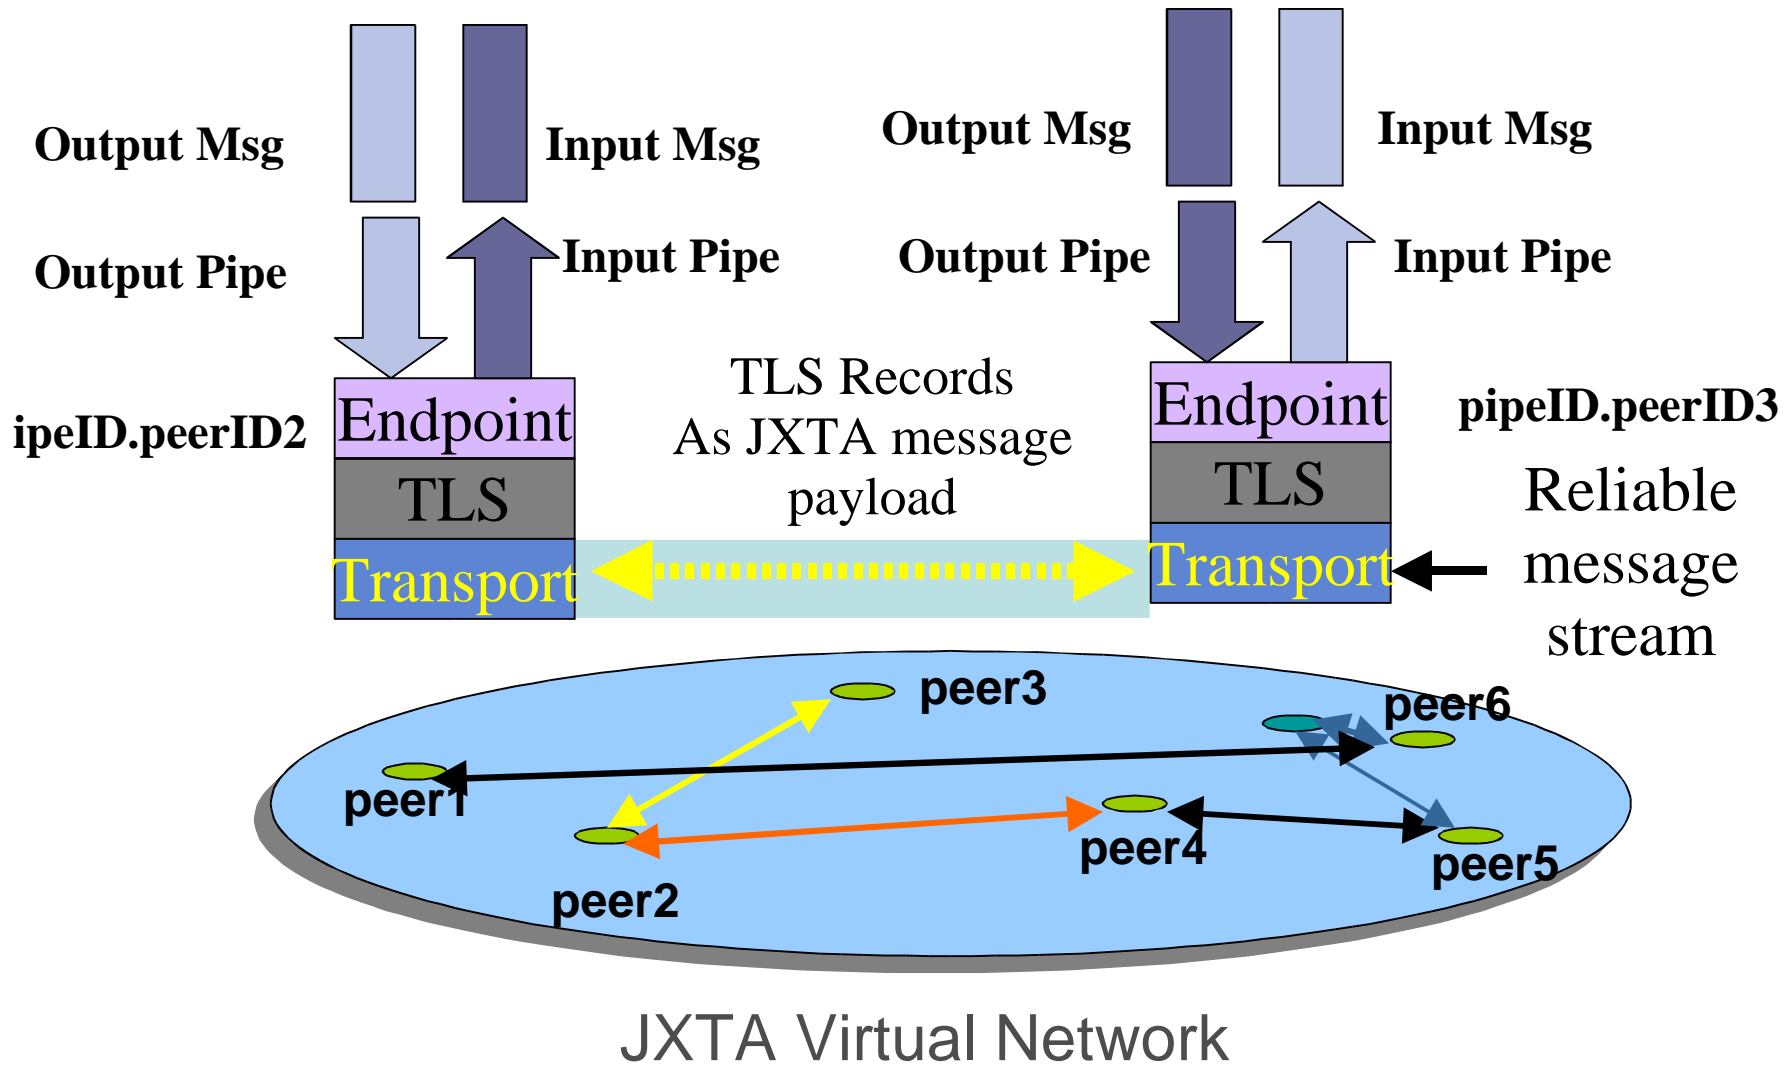 Output Msg
Input Msg
Output Msg
Input Msg
Output Pipe
Input Pipe
Output Pipe
Input Pipe
ipeID.peerID2
Endpoint
TLS
Transport
TLS Records
As JXTA message
payload
Endpoint
TLS
Transport
pipeID.peerID3
Reliable
message
stream
peer3
peer6
peer1
peer4
peer5
peer2
JXTA Virtual Network